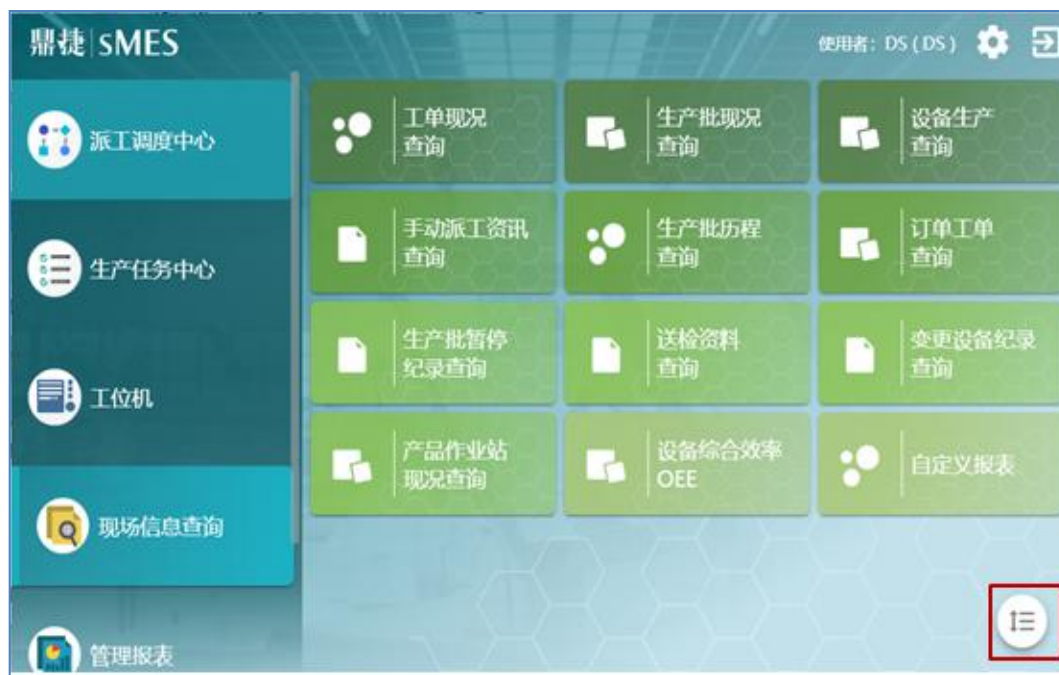 鼎捷|sMES
使用者: DS ( DS )
派工调度中心
生产任务中心
工位机
现场信息查询
管理报表
工单现况
查询
生产批现况
查询
设备生产
查询
手动派工资讯
查询
生产批历程
查询
订单工单
查询
生产批暂停
纪录查询
送检资料
查询
变更设备纪录
查询
产品作业站
现况查询
设备综合效率
OEE
自定义报表